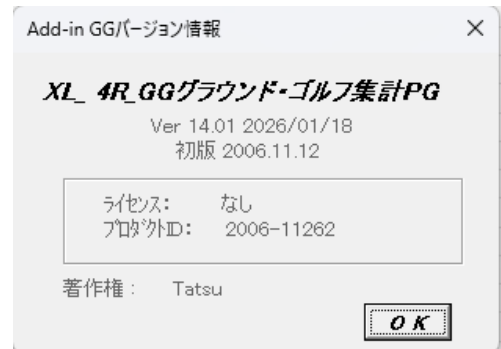 Add-in GGバージョン情報
XL_ 4R_GGグラウンド・ゴルフ集計PG
Ver 14.01 2026/01/18
初版 2006.11.12
ﾗｲｾﾝｽ： なし
ﾌﾟﾛﾀﾞｸﾄID： 2006-11262
著作権： Tatsu
OK